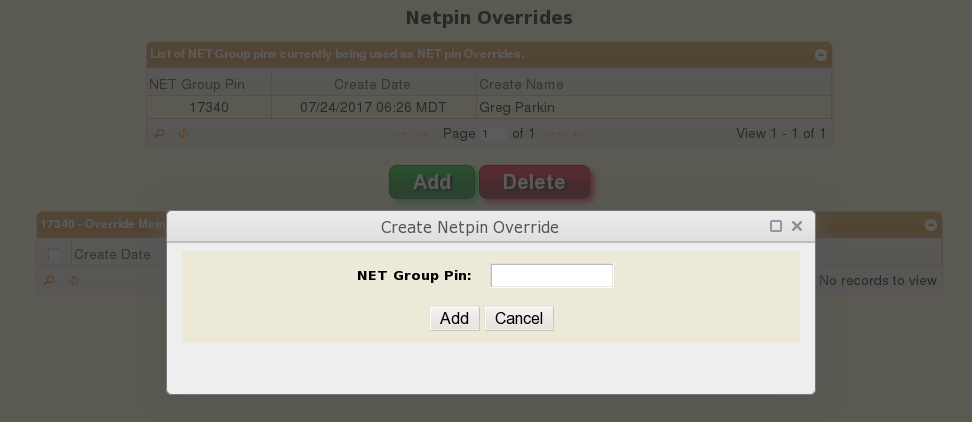 Netpin Overrides
List of NET Group pins currently being used as NET pin Overrides.
NET Group Pin Create Date Create Name
17340 07/24/2017 06:26 MDT Greg Parkin
Page 1 of 1 View 1 - 1 of 1
Add Delete
17340 - Override Mem
Create Date
No records to view
Create Netpin Override
NET Group Pin:
Add Cancel